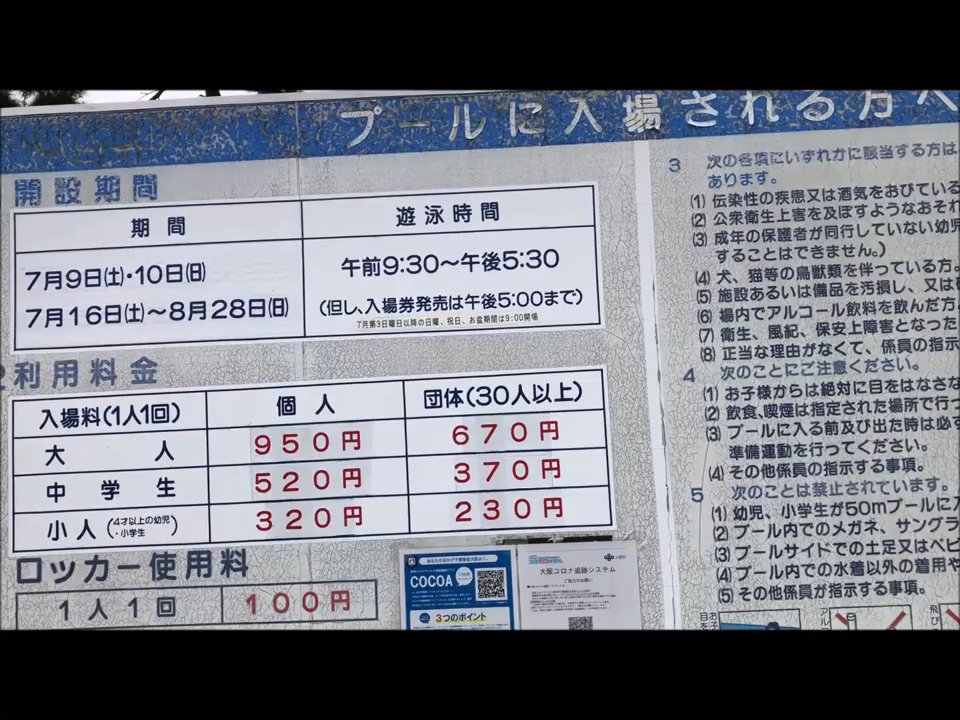 プールに入場される方へ
開設期間
期間 遊泳時間
7月9日(土)・10日(日)
7月16日(土)～8月28日(日)
午前9:30～午後5:30
(但し、入場券発売は午後5:00まで)
7月第3日曜日以降の日曜、祝日、お盆期間は9:00開場
2利用料金
入場料(1人1回) 個人 団体(30人以上)
大人 950円 670円
中学生 520円 370円
小人(4才以上の幼児・小学生) 320円 230円
ロッカー使用料
1人1回 100円
COCOA
3つのポイント
大阪コロナ追跡システム
ご協力のお願い
3 次の各項にいずれかに該当する方は
あります。
(1) 伝染性の疾患又は酒気をおびている
(2) 公衆衛生上害を及ぼすようなおそれ
(3) 成年の保護者が同行していない幼児
することはできません。)
(4) 犬、猫等の鳥獣類を伴っている方。
(5) 施設あるいは備品を汚損し、又は
(6) 場内でアルコール飲料を飲んだ方
(7) 衛生、風紀、保安上障害となった
(8) 正当な理由がなくて、係員の指示
4 次のことにご注意ください。
(1) お子様からは絶対に目をはなさな
(2) 飲食、喫煙は指定された場所で行っ
(3) プールに入る前及び出た時は必ず
準備運動を行ってください。
(4) その他係員の指示する事項。
5 次のことは禁止されています。
(1) 幼児、小学生が50mプールに入
(2) プール内でのメガネ、サングラ
(3) プールサイドでの土足又はベビ
(4) プール内での水着以外の着用や
(5) その他係員が指示する事項。